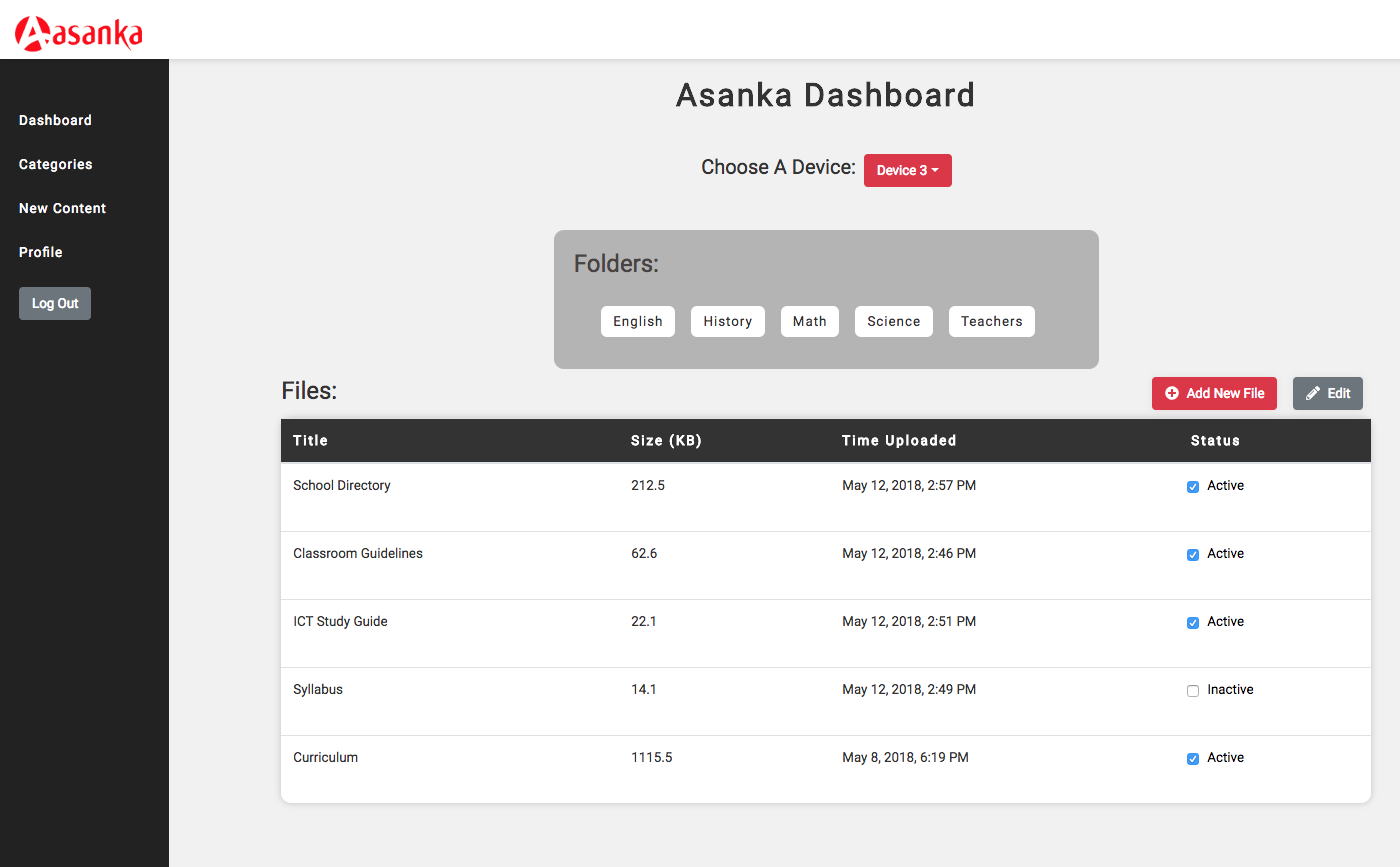 Aasanka
Asanka Dashboard
Dashboard
Categories
New Content
Profile
Log Out
Choose A Device: Device 3
Folders:
English History Math Science Teachers
Files: Add New File Edit
Title Size (KB) Time Uploaded Status
School Directory 212.5 May 12, 2018, 2:57 PM Active
Classroom Guidelines 62.6 May 12, 2018, 2:46 PM Active
ICT Study Guide 22.1 May 12, 2018, 2:51 PM Active
Syllabus 14.1 May 12, 2018, 2:49 PM Inactive
Curriculum 1115.5 May 8, 2018, 6:19 PM Active